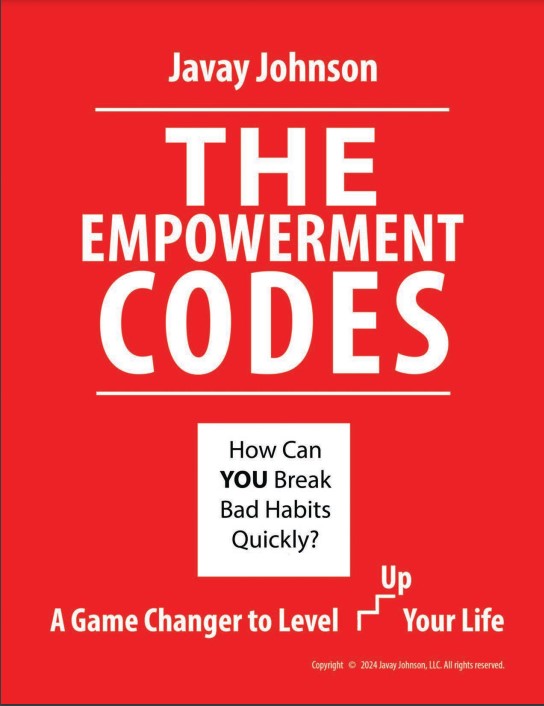 Javay Johnson
THE
EMPOWERMENT
CODES
How Can
YOU Break
Bad Habits
Quickly?
Up
A Game Changer to Level Your Life
Copyright © 2024 Javay Johnson, LLC. All rights reserved.